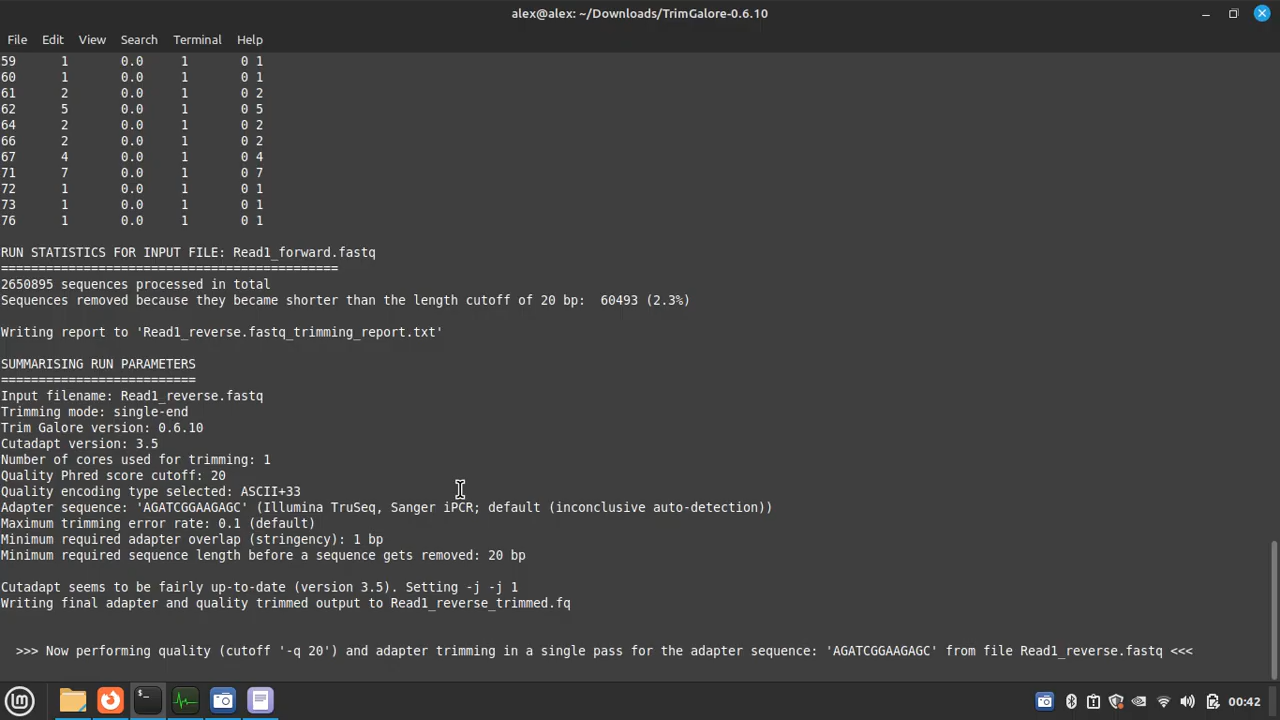 alex@alex: ~/Downloads/TrimGalore-0.6.10
File Edit View Search Terminal Help
59 1 0.0 1 0 1
60 1 0.0 1 0 1
61 2 0.0 1 0 2
62 5 0.0 1 0 5
64 2 0.0 1 0 2
66 2 0.0 1 0 2
67 4 0.0 1 0 4
71 7 0.0 1 0 7
72 1 0.0 1 0 1
73 1 0.0 1 0 1
76 1 0.0 1 0 1
RUN STATISTICS FOR INPUT FILE: Read1_forward.fastq
=============================================
2650895 sequences processed in total
Sequences removed because they became shorter than the length cutoff of 20 bp:  60493 (2.3%)
Writing report to 'Read1_reverse.fastq_trimming_report.txt'
SUMMARISING RUN PARAMETERS
==========================
Input filename: Read1_reverse.fastq
Trimming mode: single-end
Trim Galore version: 0.6.10
Cutadapt version: 3.5
Number of cores used for trimming: 1
Quality Phred score cutoff: 20
Quality encoding type selected: ASCII+33
Adapter sequence: 'AGATCGGAAGAGC' (Illumina TruSeq, Sanger iPCR; default (inconclusive auto-detection))
Maximum trimming error rate: 0.1 (default)
Minimum required adapter overlap (stringency): 1 bp
Minimum required sequence length before a sequence gets removed: 20 bp
Cutadapt seems to be fairly up-to-date (version 3.5). Setting -j -j 1
Writing final adapter and quality trimmed output to Read1_reverse_trimmed.fq
>>> Now performing quality (cutoff '-q 20') and adapter trimming in a single pass for the adapter sequence: 'AGATCGGAAGAGC' from file Read1_reverse.fastq <<<
00:42